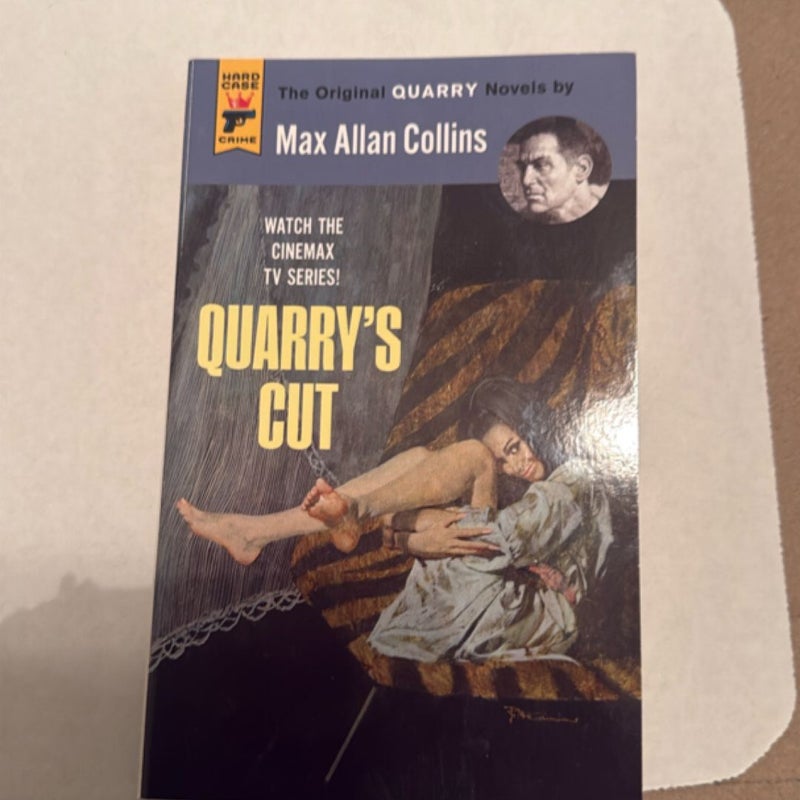 HARD
CASE
CRIME
The Original QUARRY Novels by
Max Allan Collins
WATCH THE
CINEMAX
TV SERIES!
QUARRY'S
CUT